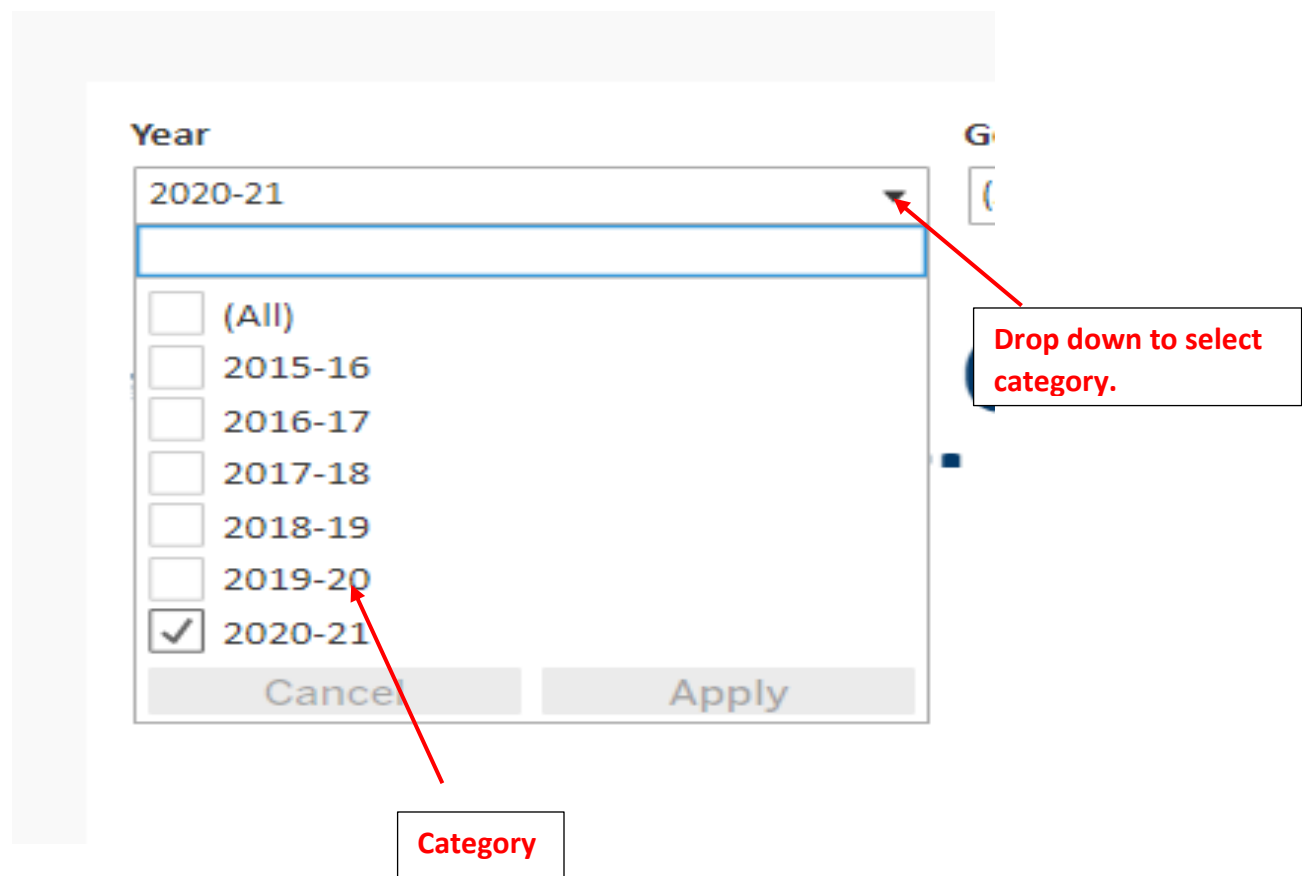 Year
2020-21
(All)
2015-16
2016-17
2017-18
2018-19
2019-20
2020-21
Cancel Apply
Drop down to select
category.
Category